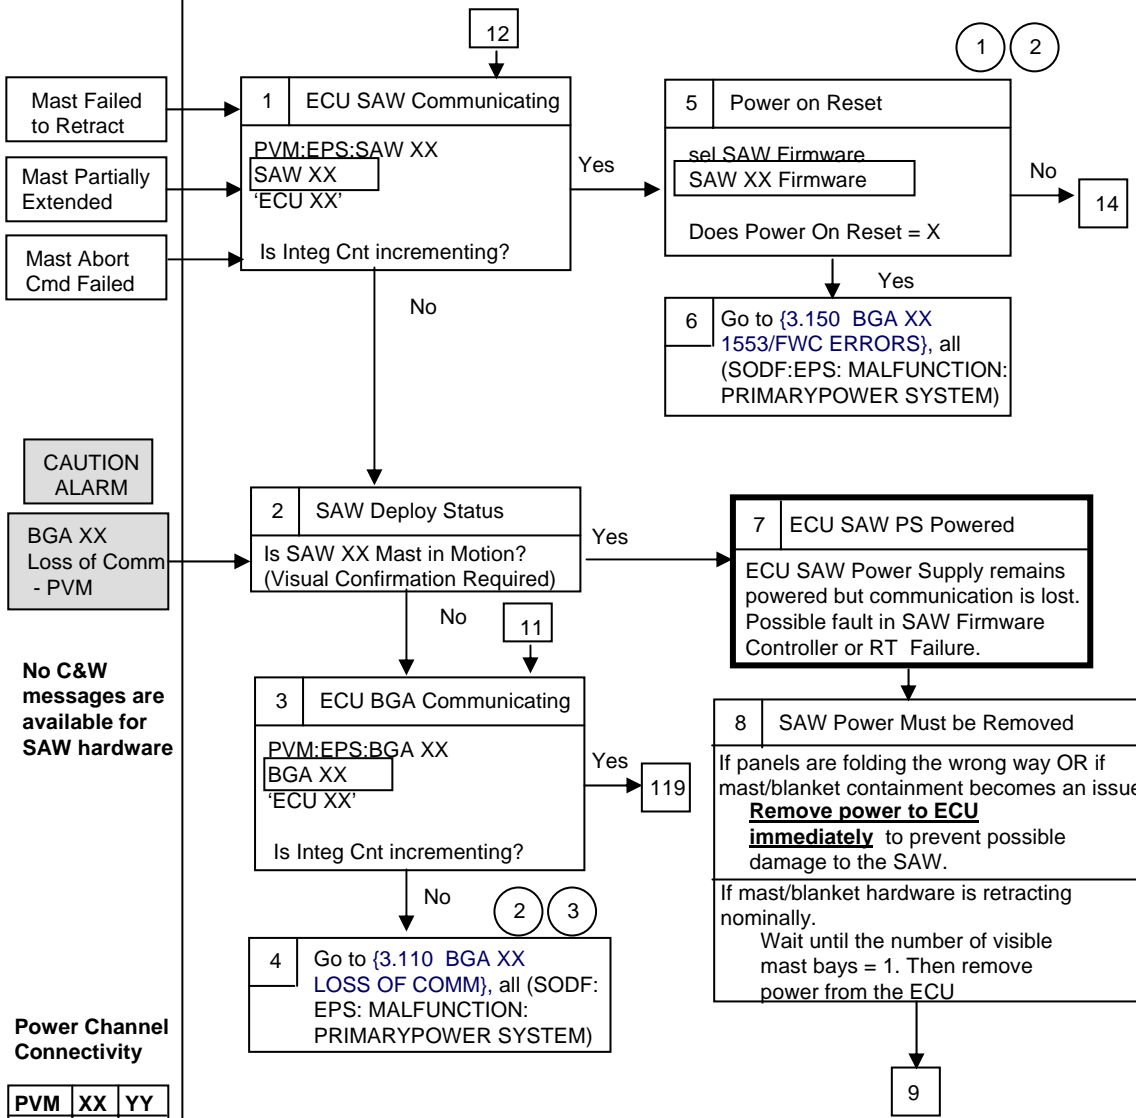 12
1
2
Mast Failed
to Retract
Mast Partially
Extended
Mast Abort
Cmd Failed
1 ECU SAW Communicating
PVM:EPS:SAW XX
SAW XX
‘ECU XX’
Is Integ Cnt incrementing?
Yes
No
5 Power on Reset
sel SAW Firmware
SAW XX Firmware
Does Power On Reset = X
No
14
Yes
6 Go to {3.150 BGA XX
1553/FWC ERRORS}, all
(SODF:EPS: MALFUNCTION:
PRIMARYPOWER SYSTEM)
CAUTION
ALARM
BGA XX
Loss of Comm
- PVM
No C&W
messages are
available for
SAW hardware
2 SAW Deploy Status
Is SAW XX Mast in Motion?
(Visual Confirmation Required)
Yes
No
11
7 ECU SAW PS Powered
ECU SAW Power Supply remains
powered but communication is lost.
Possible fault in SAW Firmware
Controller or RT Failure.
3 ECU BGA Communicating
PVM:EPS:BGA XX
BGA XX
‘ECU XX’
Is Integ Cnt incrementing?
Yes
119
No
2
3
4 Go to {3.110 BGA XX
LOSS OF COMM}, all (SODF:
EPS: MALFUNCTION:
PRIMARYPOWER SYSTEM)
8 SAW Power Must be Removed
If panels are folding the wrong way OR if
mast/blanket containment becomes an issue
Remove power to ECU
immediately to prevent possible
damage to the SAW.
If mast/blanket hardware is retracting
nominally.
Wait until the number of visible
mast bays = 1. Then remove
power from the ECU
9
Power Channel
Connectivity
PVM XX YY